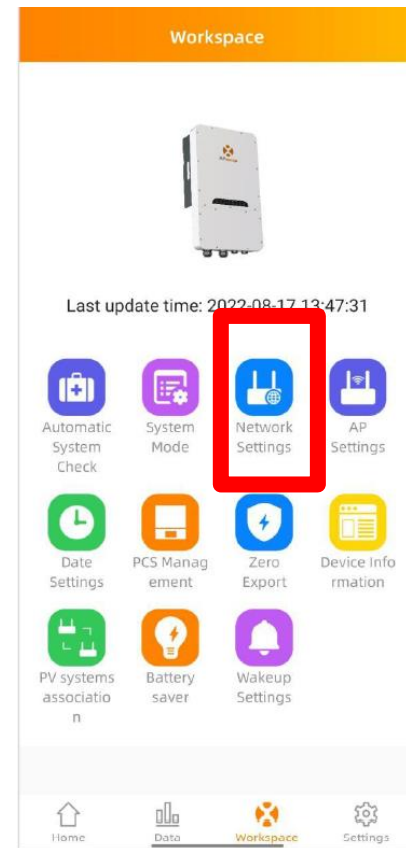 Workspace
Last update time: 2022-08-17 13:47:31
Automatic System Network AP
System Mode Settings Settings
Check
Date PCS Manag Zero Device Info
Settings ement Export rmation
PV systems Battery Wakeup
associatio saver Settings
n
Home Data Workspace Settings